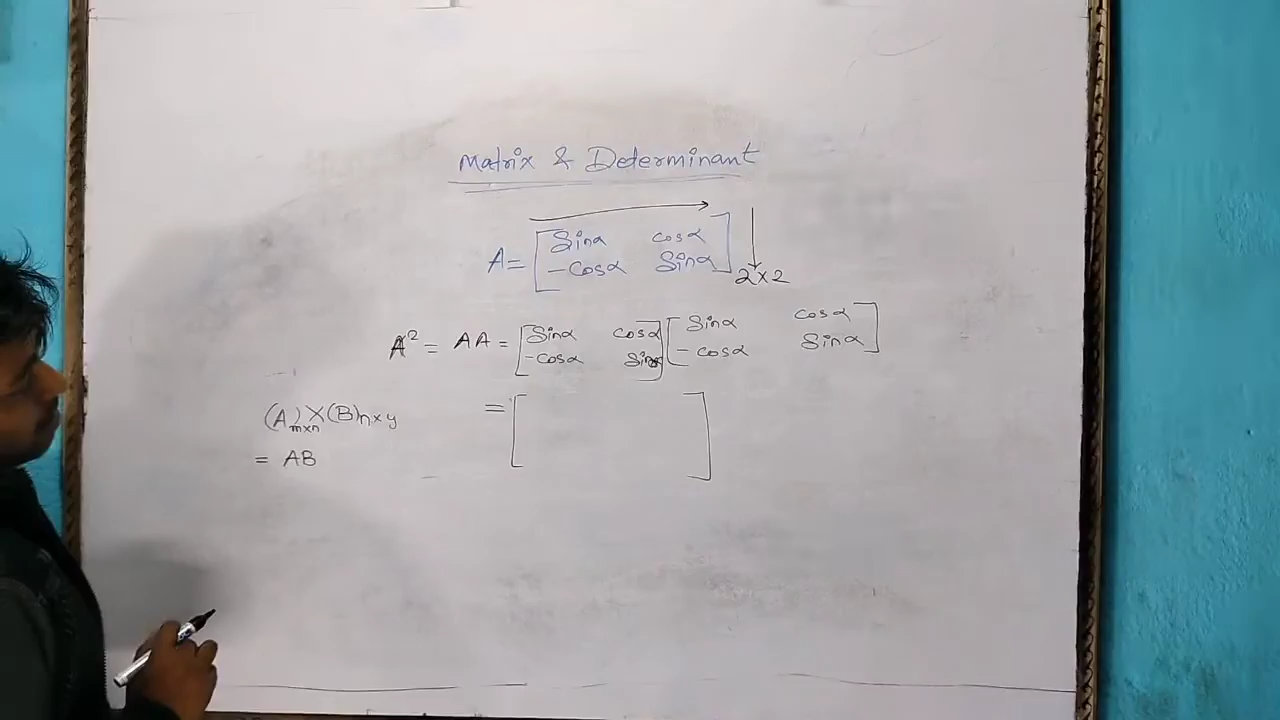 Matrix & Determinant
A = [ Sinα cosα
-Cosα Sinα ] 2×2
A² = AA = [ Sinα cosα [ Sinα cosα
-cosα Sinα ] -cosα Sinα ]
(A)m×n × (B)n×y = [ ]
= AB